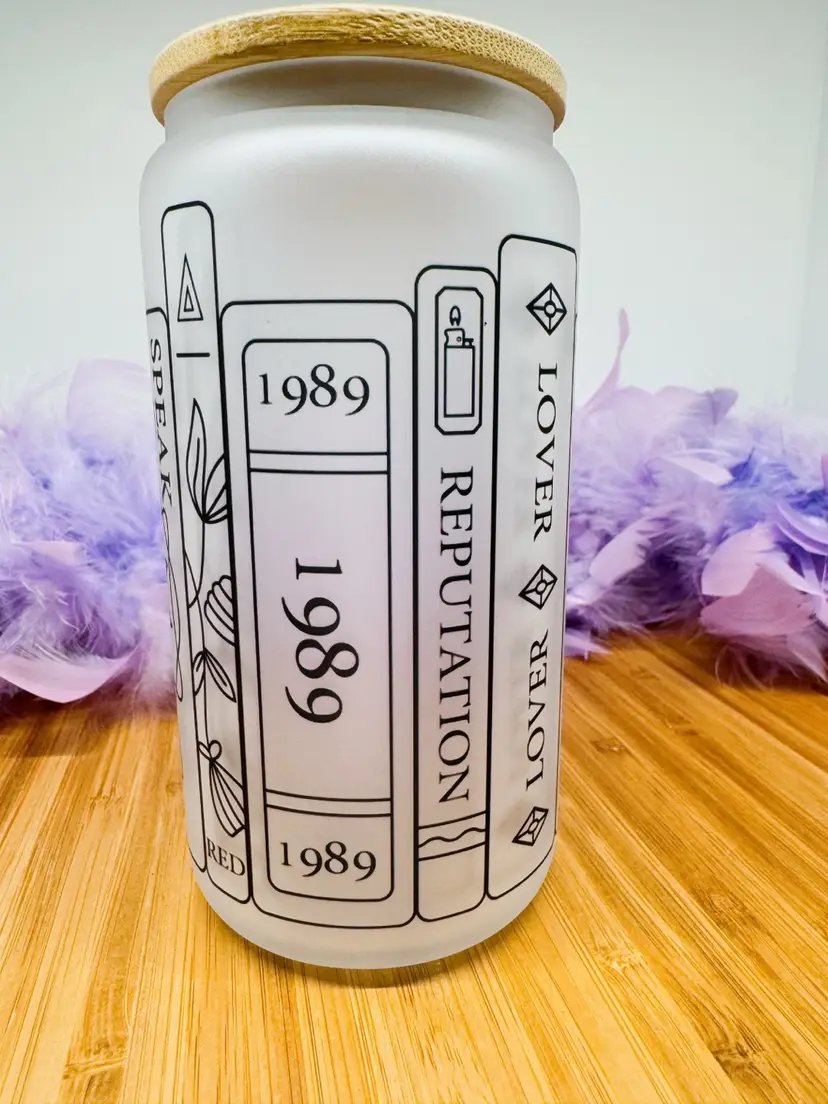 SPEAK
RED
1989
1989
1989
REPUTATION
LOVER
LOVER